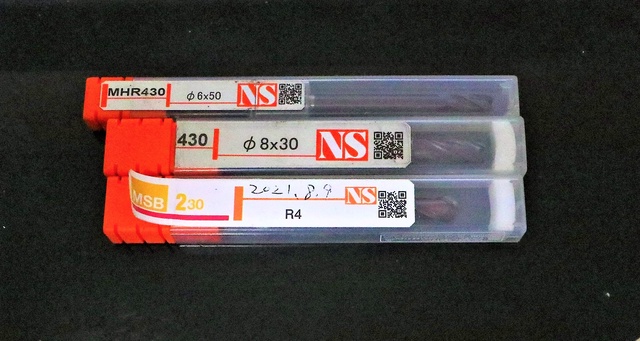 MHR430 φ6x50 NS
430 φ8x30 NS
MSB 230 2021.8.9 NS
R4